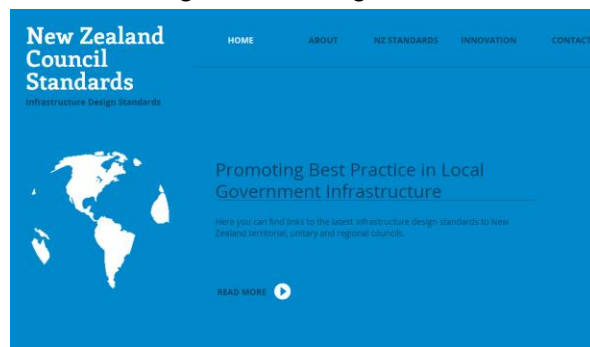 New Zealand
Council
Standards
Infrastructure Design Standards
HOME ABOUT NZ STANDARDS INNOVATION CONTACT
Promoting Best Practice in Local
Government Infrastructure
Here you can find links to the latest infrastructure design standards to New
Zealand territorial, unitary and regional councils.
READ MORE